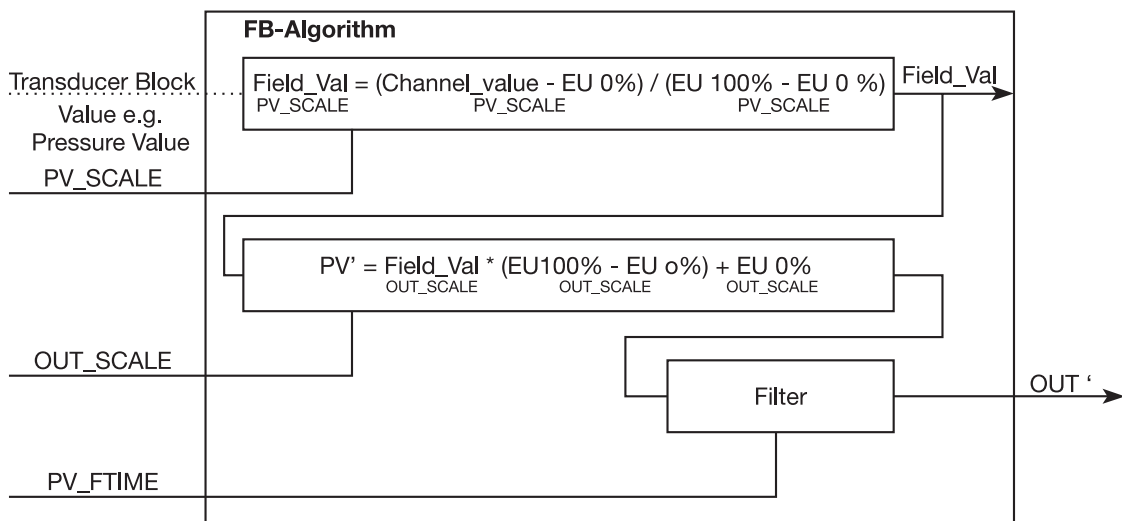 FB-Algorithm
Transducer Block
Field_Val = (Channel_value - EU 0%) / (EU 100% - EU 0 %)
PV_SCALE PV_SCALE PV_SCALE
Field_Val
Value e.g.
Pressure Value
PV_SCALE
PV’ = Field_Val * (EU100% - EU o%) + EU 0%
OUT_SCALE OUT_SCALE OUT_SCALE
OUT_SCALE
Filter
OUT ‘
PV_FTIME